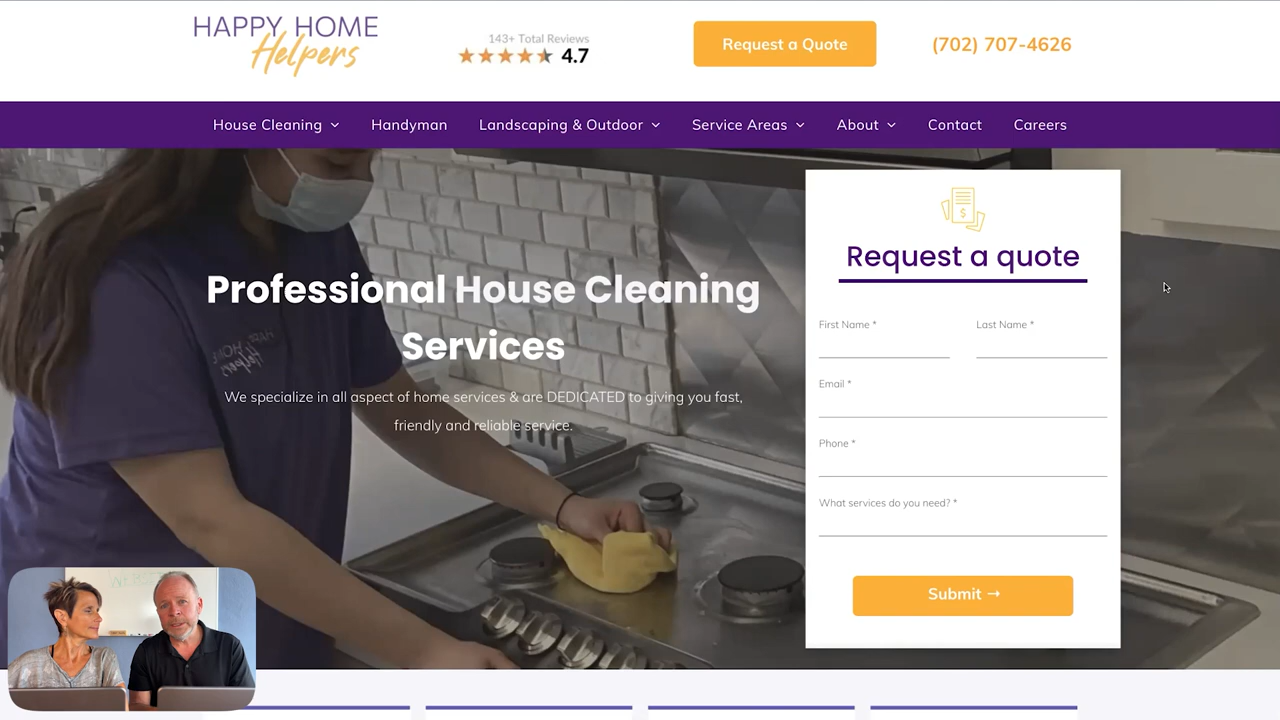 HAPPY HOME
Helpers
143+ Total Reviews
4.7
Request a Quote
(702) 707-4626
House Cleaning
Handyman
Landscaping & Outdoor
Service Areas
About
Contact
Careers
Professional House Cleaning
Services
We specialize in all aspect of home services & are DEDICATED to giving you fast,
friendly and reliable service.
$
Request a quote
First Name *
Last Name *
Email *
Phone *
What services do you need? *
Submit →
HAPPY HOME
Helpers